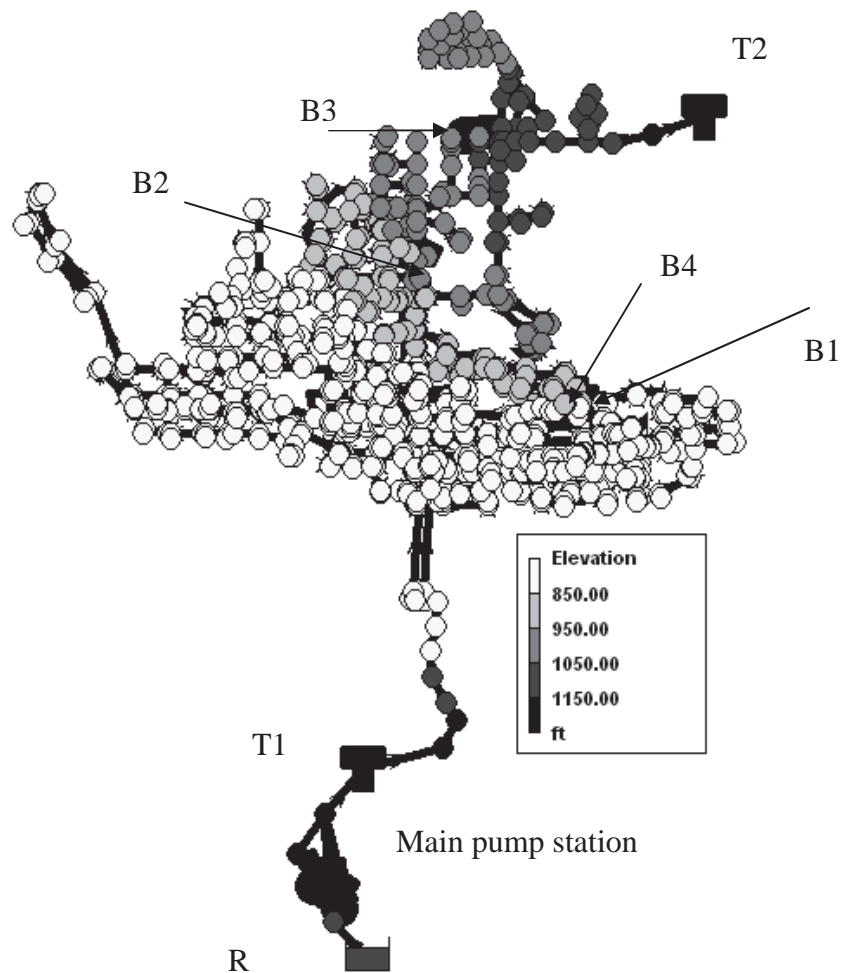 T2
B3
B2
B4
B1
Elevation
850.00
950.00
1050.00
1150.00
ft
T1
Main pump station
R